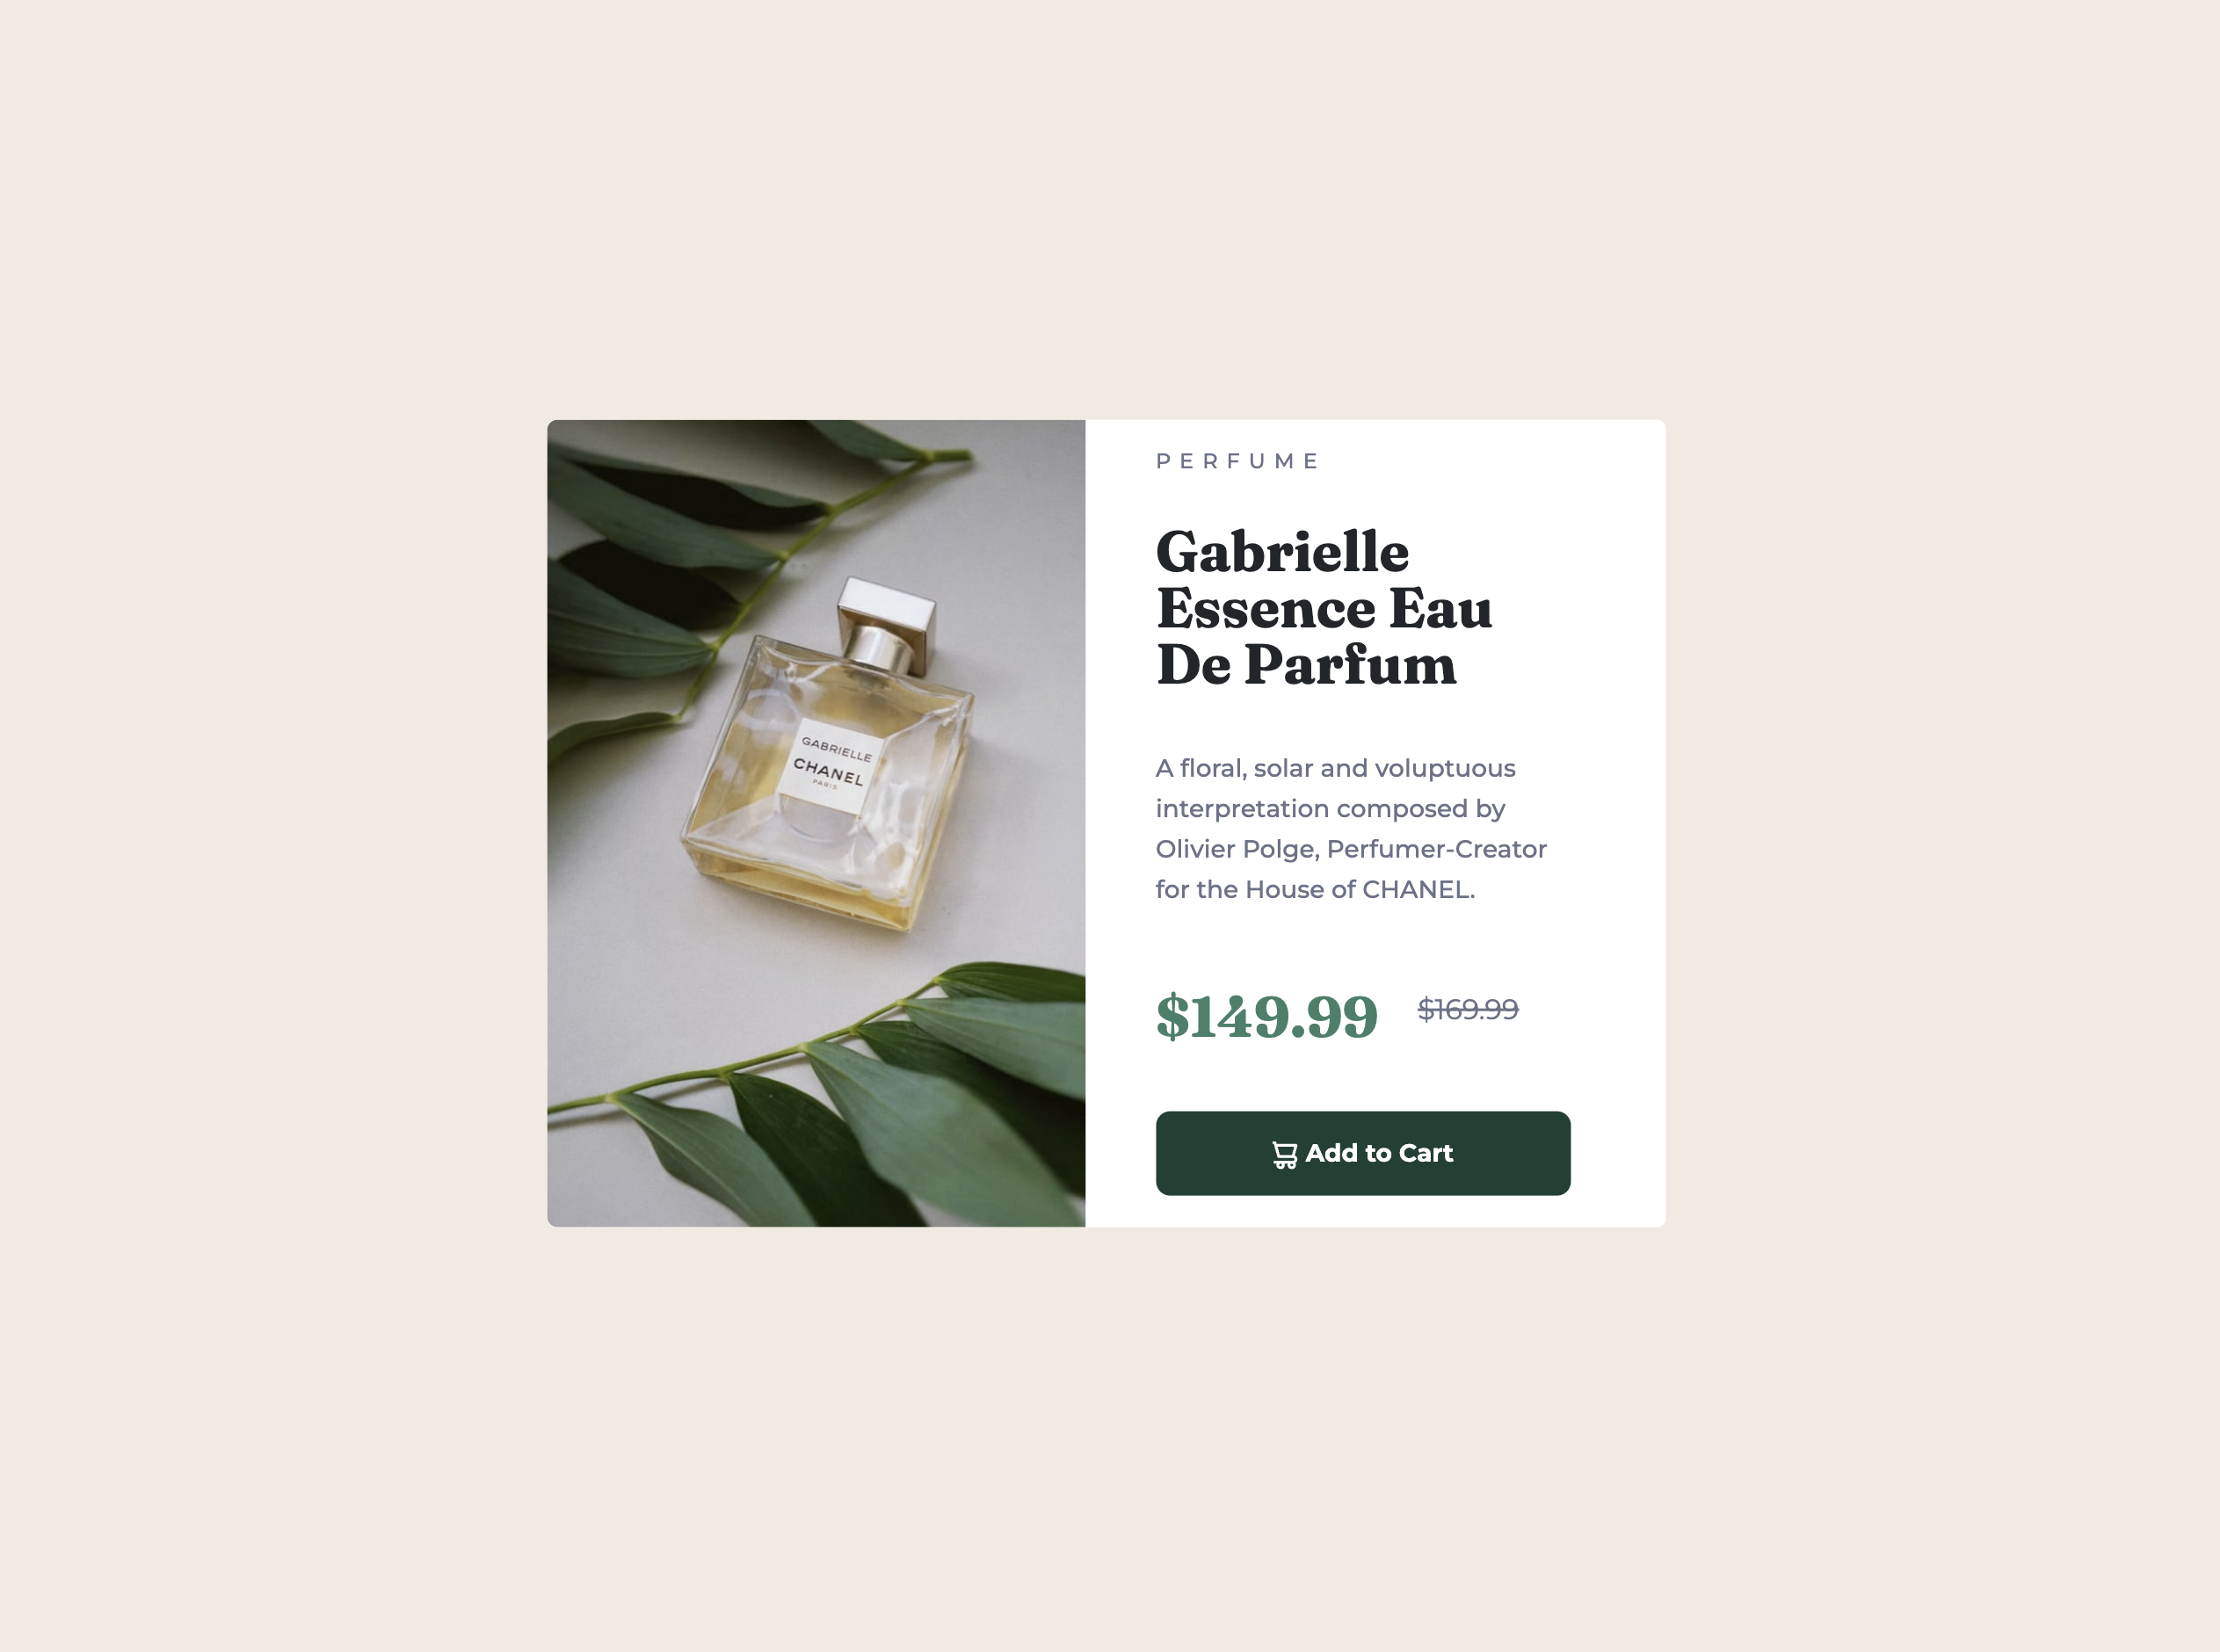 GABRIELLE
CHANEL
PARIS
PERFUME
Gabrielle
Essence Eau
De Parfum
A floral, solar and voluptuous
interpretation composed by
Olivier Polge, Perfumer-Creator
for the House of CHANEL.
$149.99 $169.99
Add to Cart